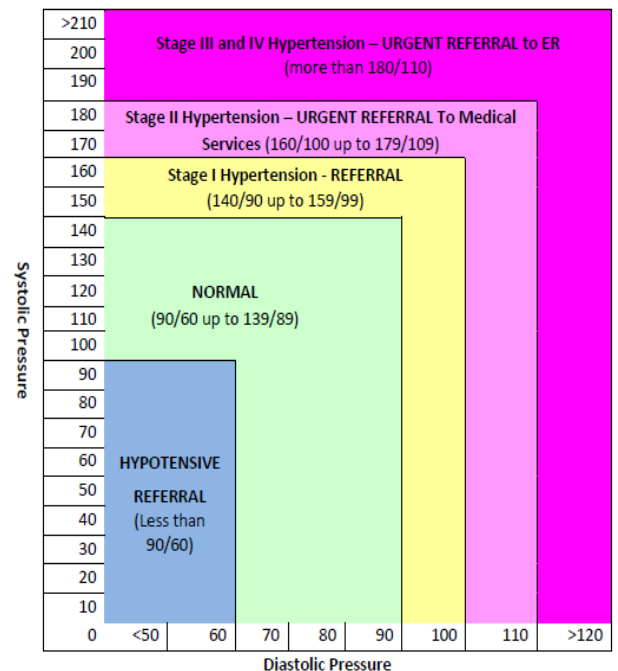 >210
200
190
180
170
160
150
140
130
120
110
100
90
80
70
60
50
40
30
20
10
0
Systolic Pressure
Stage III and IV Hypertension – URGENT REFERRAL to ER
(more than 180/110)
Stage II Hypertension – URGENT REFERRAL To Medical
Services (160/100 up to 179/109)
Stage I Hypertension - REFERRAL
(140/90 up to 159/99)
NORMAL
(90/60 up to 139/89)
HYPOTENSIVE
REFERRAL
(Less than
90/60)
<50 60 70 80 90 100 110 >120
Diastolic Pressure